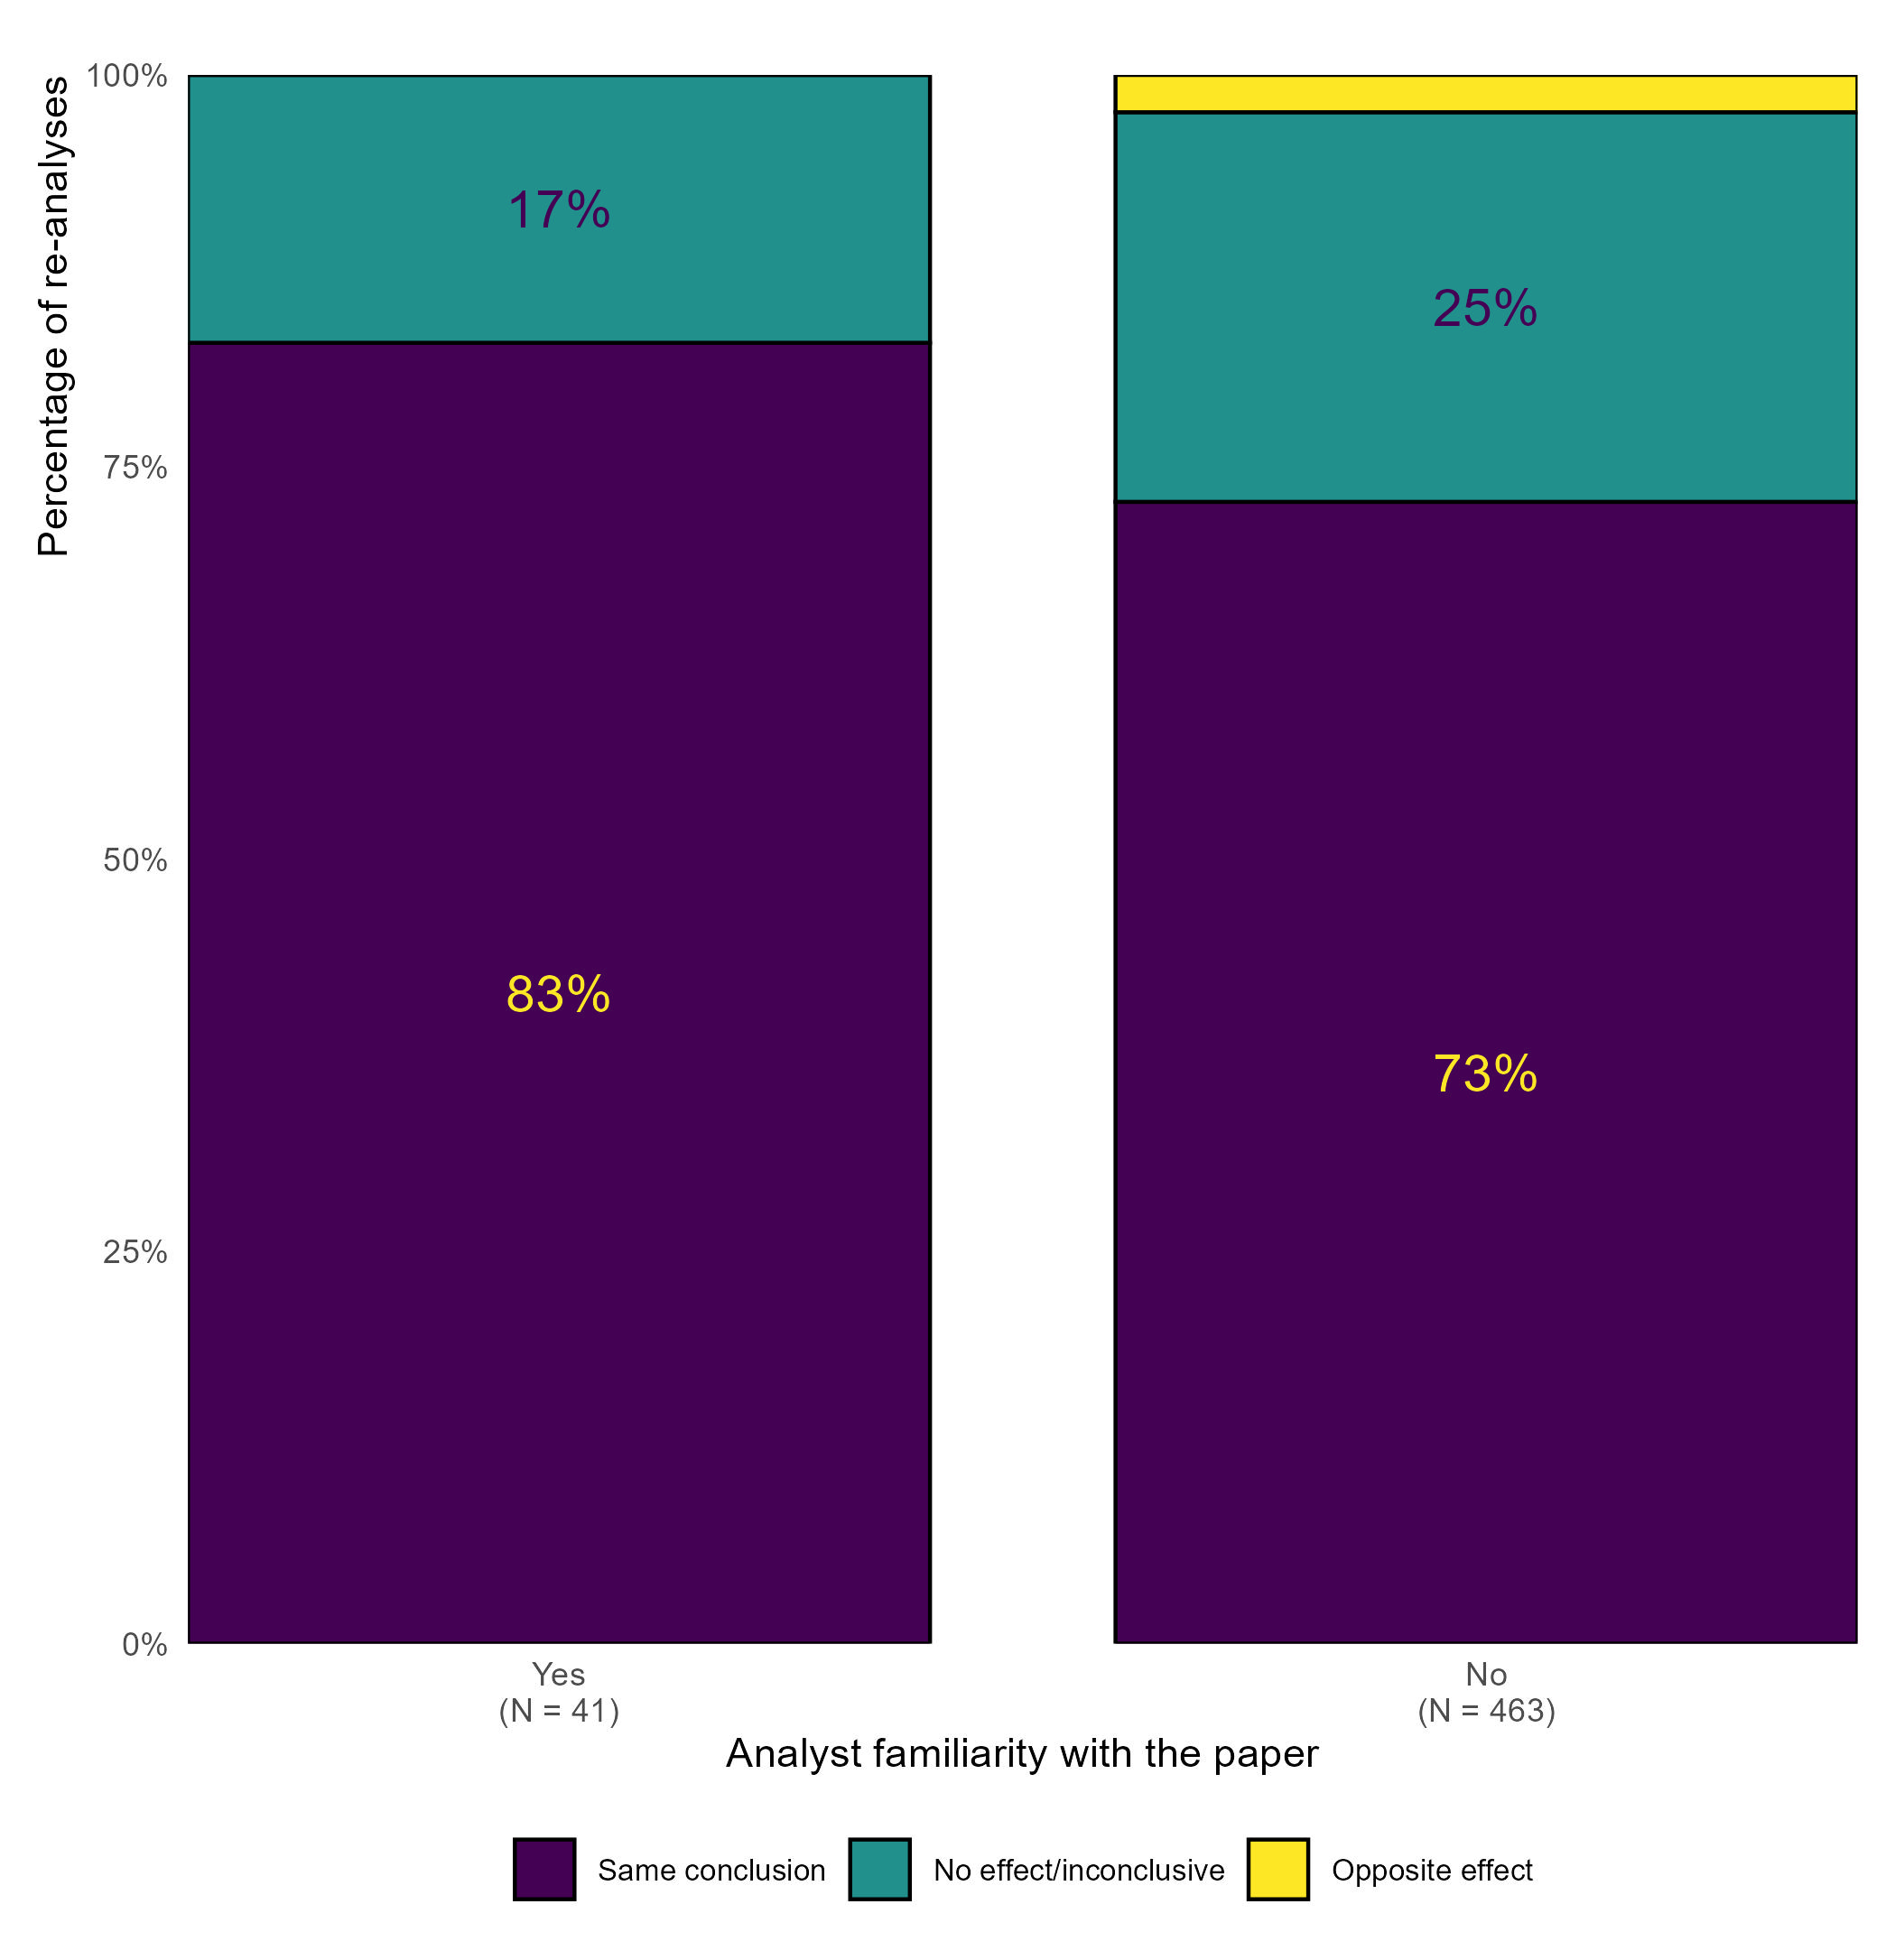 Percentage of re-analyses
100%
75%
50%
25%
0%
17%
83%
25%
73%
Yes
(N = 41)
No
(N = 463)
Analyst familiarity with the paper
Same conclusion
No effect/inconclusive
Opposite effect